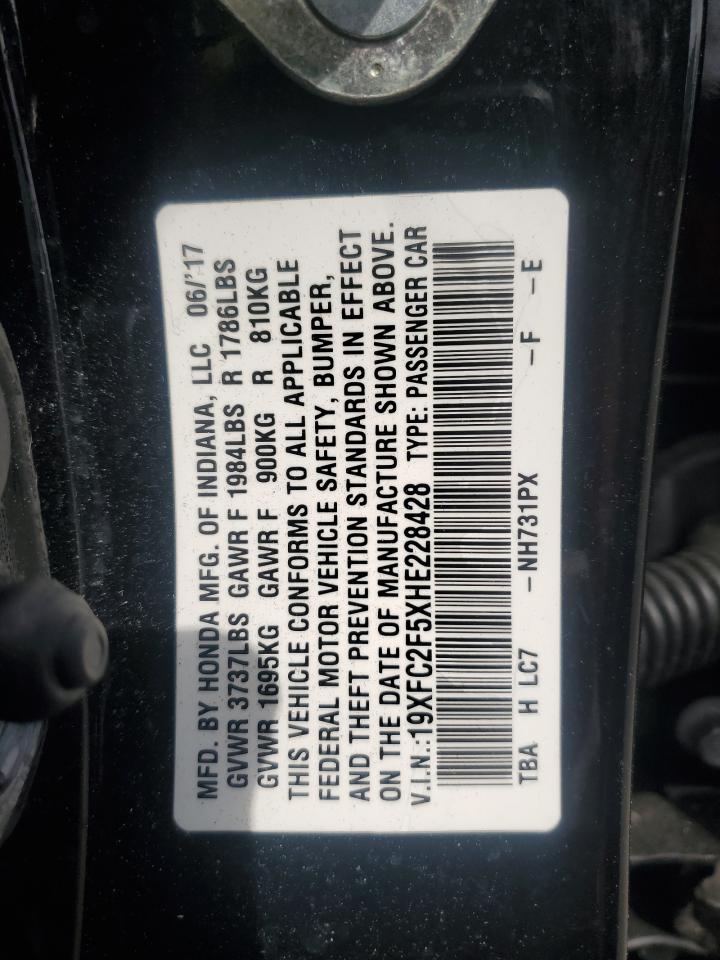 MFD. BY HONDA MFG. OF INDIANA, LLC 06/'17
GVWR 3737LBS GAWR F 1984LBS R 1786LBS
GVWR 1695KG GAWR F 900KG R 810KG
THIS VEHICLE CONFORMS TO ALL APPLICABLE
FEDERAL MOTOR VEHICLE SAFETY, BUMPER,
AND THEFT PREVENTION STANDARDS IN EFFECT
ON THE DATE OF MANUFACTURE SHOWN ABOVE.
V.I.N.:19XFC2F5XHE228428 TYPE: PASSENGER CAR
TBA H LC7 -NH731PX -F -E